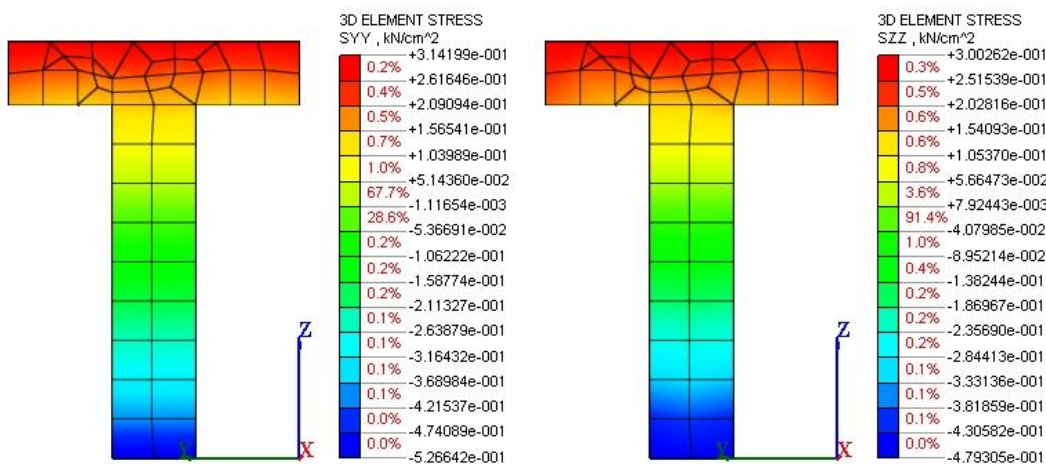 3D ELEMENT STRESS
SYY , kN/cm^2
+3.14199e-001
0.2%
+2.61646e-001
0.4%
+2.09094e-001
0.5%
+1.56541e-001
0.7%
+1.03989e-001
1.0%
+5.14360e-002
67.7%
-1.11654e-003
28.6%
-5.36691e-002
0.2%
-1.06222e-001
0.2%
-1.58774e-001
0.2%
-2.11327e-001
0.1%
-2.63879e-001
0.1%
-3.16432e-001
0.1%
-3.68984e-001
0.1%
-4.21537e-001
0.0%
-4.74089e-001
0.0%
-5.26642e-001
Z
Y
X
3D ELEMENT STRESS
SZZ , kN/cm^2
+3.00262e-001
0.3%
+2.51539e-001
0.5%
+2.02816e-001
0.6%
+1.54093e-001
0.6%
+1.05370e-001
0.8%
+5.66473e-002
3.6%
+7.92443e-003
91.4%
-4.07985e-002
1.0%
-8.95214e-002
0.4%
-1.38244e-001
0.2%
-1.86967e-001
0.2%
-2.35690e-001
0.2%
-2.84413e-001
0.1%
-3.33136e-001
0.1%
-3.81859e-001
0.1%
-4.30582e-001
0.0%
-4.79305e-001
Z
Y
X